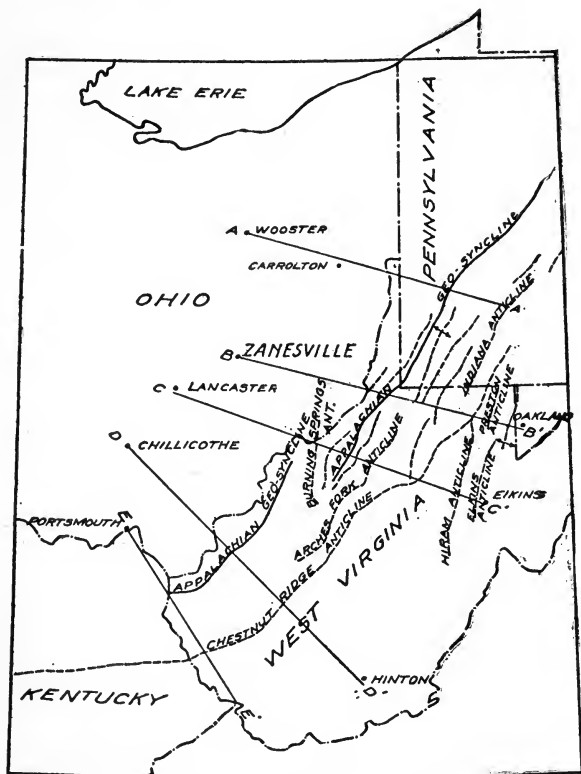 LAKE ERIE
PENNSYLVANIA
A WOOSTER
CARROLTON
GEO-SYNCLINE
OHIO
INDIANA ANTICLINE
A'
B ZANESVILLE
C LANCASTER
BURNING SPRINGS
ANT.
APPALACHIAN
PRESTON
ANTICLINE
OAKLAND
B'
D CHILLICOTHE
APPALACHIAN GEO-SYNCLINE
ARCHES FORK ANTICLINE
HIRAM ANTICLINE
ELKINS
ANTICLINE
ElKINS
C'
E
PORTSMOUTH
CHESTNUT RIDGE ANTICLINE
WEST VIRGINIA
KENTUCKY
HINTON
D'
E'